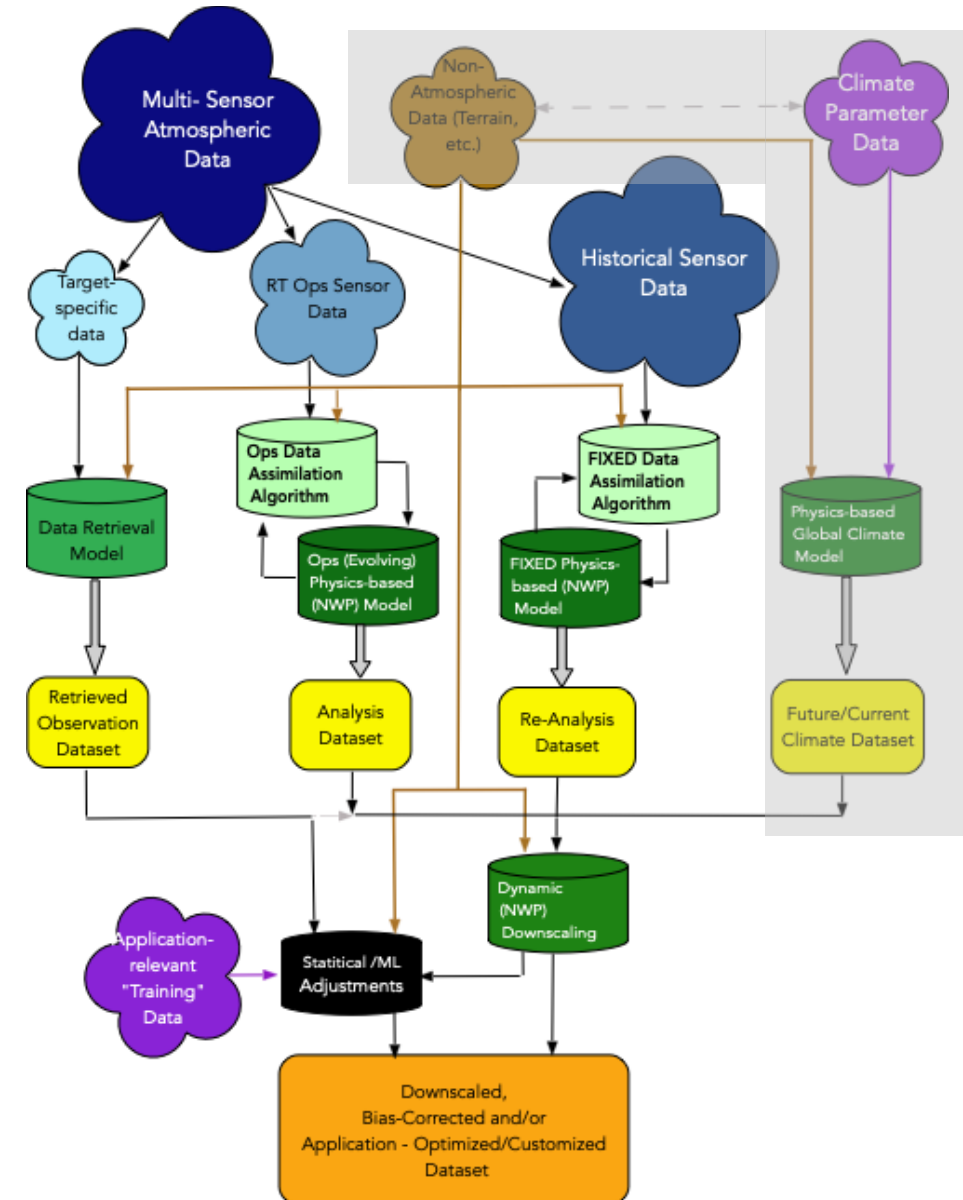 Multi- Sensor
Atmospheric
Data
Non-
Atmospheric
Data (Terrain,
etc.)
Climate
Parameter
Data
Target-
specific
data
RT Ops Sensor
Data
Historical Sensor
Data
Ops Data
Assimilation
Algorithm
FIXED Data
Assimilation
Algorithm
Data Retrieval
Model
Ops (Evolving)
Physics-based
(NWP) Model
FIXED Physics-
based (NWP)
Model
Physics-based
Global Climate
Model
Retrieved
Observation
Dataset
Analysis
Dataset
Re-Analysis
Dataset
Future/Current
Climate Dataset
Dynamic
(NWP)
Downscaling
Application-
relevant
"Training"
Data
Statitical /ML
Adjustments
Downscaled,
Bias-Corrected and/or
Application - Optimized/Customized
Dataset